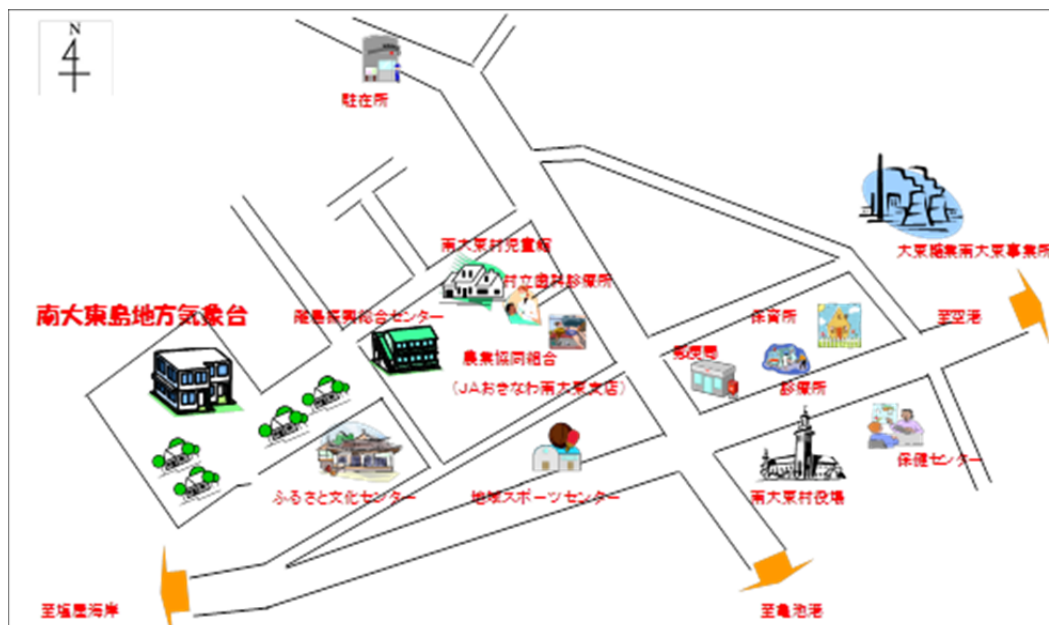 N
駐在所
大東糖業南大東事業所
南大東村児童館
村立歯科診療所
南大東島地方気象台
離島振興総合センター
保育所
至空港
郵便局
農業協同組合
(JAおきなわ南大東支店)
診療所
保健センター
ふるさと文化センター
地域スポーツセンター
南大東村役場
至塩屋海岸
至亀池港